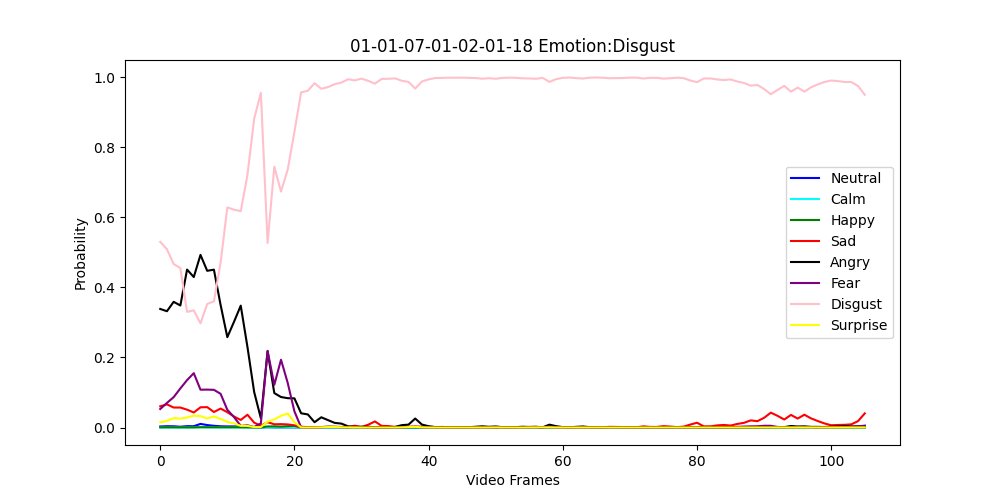 01-01-07-01-02-01-18 Emotion:Disgust
Probability
1.0
0.8
0.6
0.4
0.2
0.0
Neutral
Calm
Happy
Sad
Angry
Fear
Disgust
Surprise
0 20 40 60 80 100
Video Frames